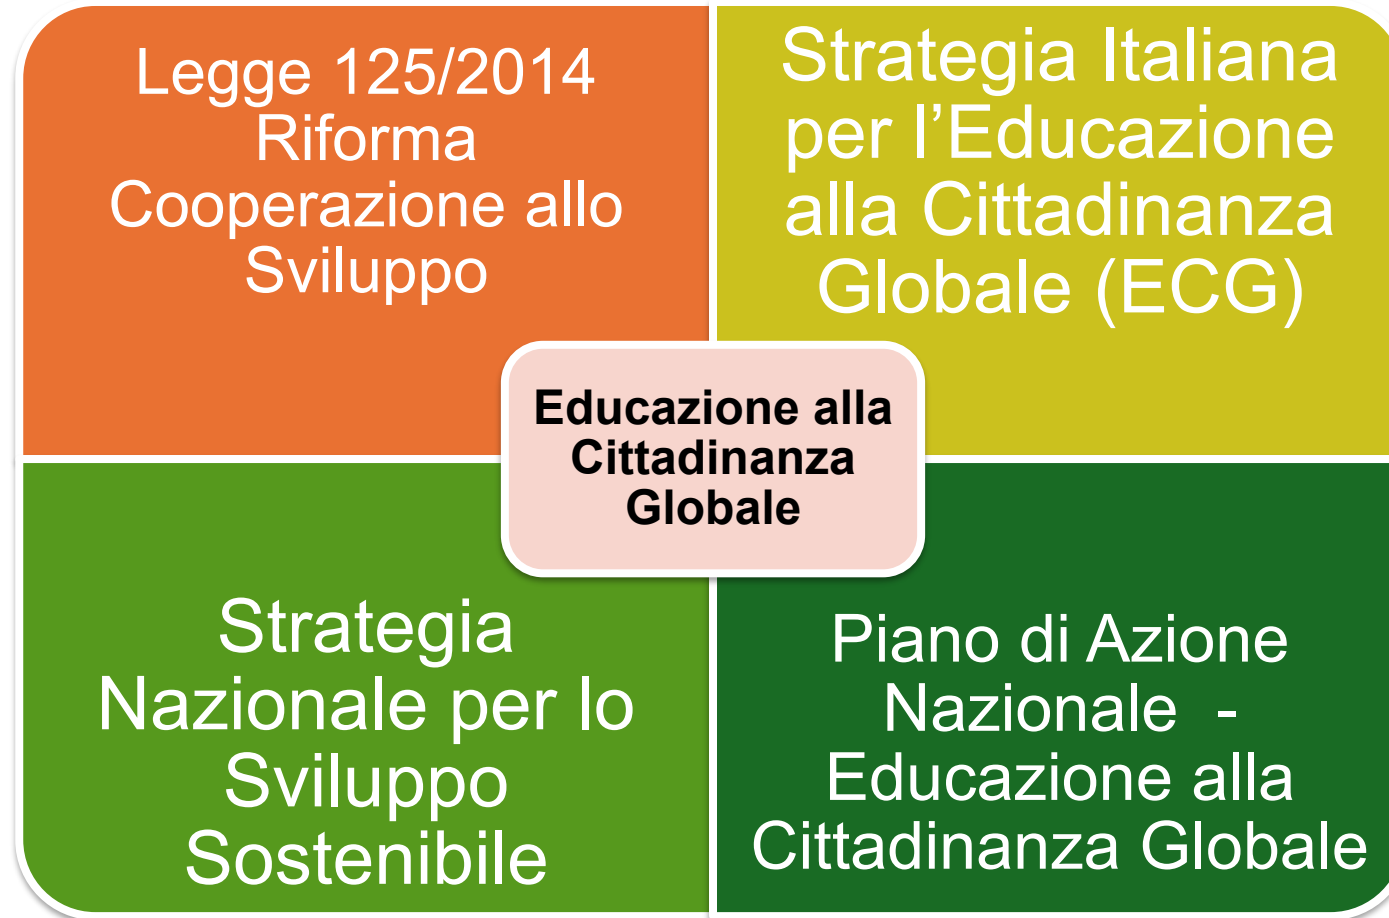 Legge 125/2014
Riforma
Cooperazione allo
Sviluppo
Strategia Italiana
per l’Educazione
alla Cittadinanza
Globale (ECG)
Educazione alla
Cittadinanza
Globale
Strategia
Nazionale per lo
Sviluppo
Sostenibile
Piano di Azione
Nazionale -
Educazione alla
Cittadinanza Globale